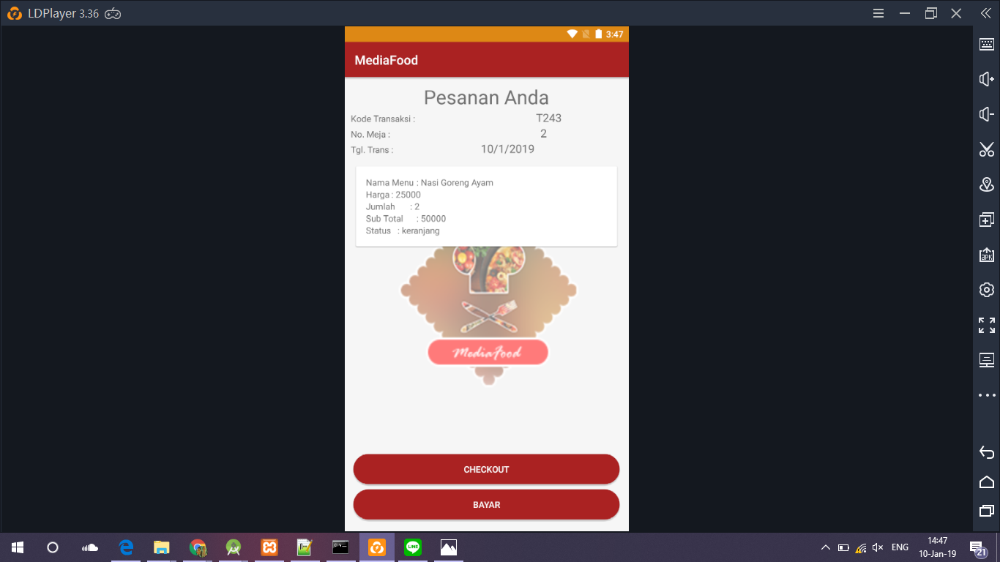 LDPlayer 3.36
3:47
MediaFood
Pesanan Anda
Kode Transaksi : T243
No. Meja : 2
Tgl. Trans : 10/1/2019
Nama Menu : Nasi Goreng Ayam
Harga : 25000
Jumlah : 2
Sub Total : 50000
Status : keranjang
MediaFood
CHECKOUT
BAYAR
APK
LINE
ENG
14:47
10-Jan-19
21